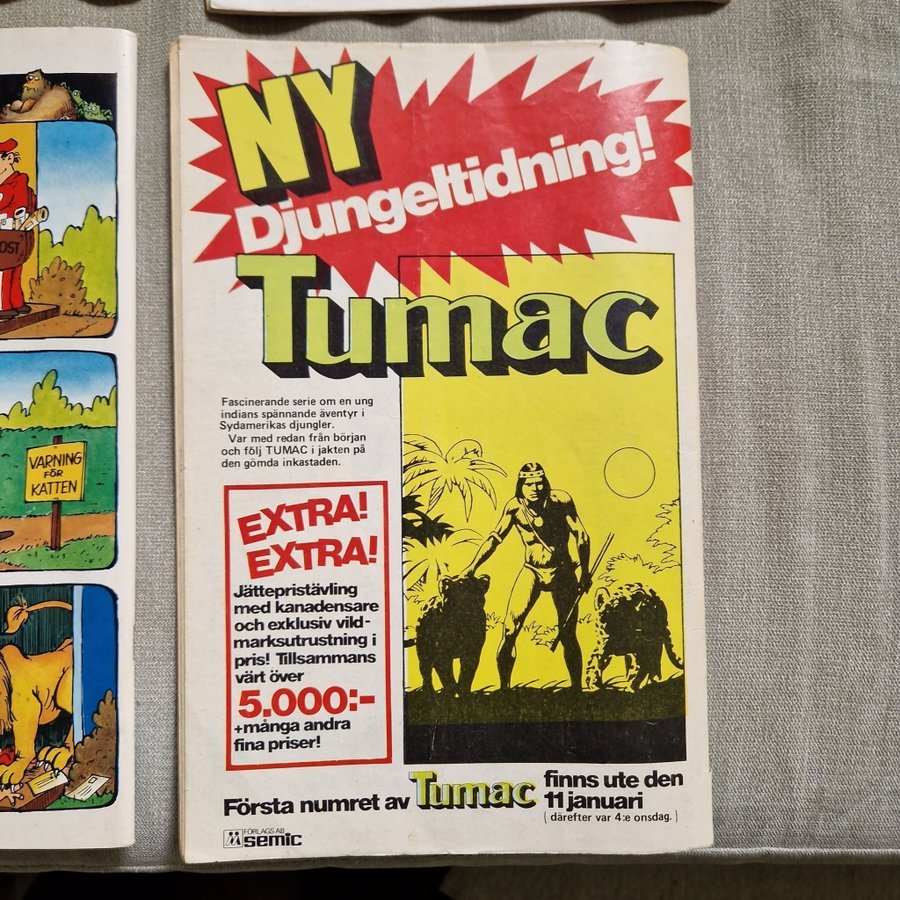 OST
VARNING
FÖR
KATTEN
NY
Djungeltidning!
Tumac
Fascinerande serie om en ung
indians spännande äventyr i
Sydamerikas djungler.
Var med redan från början
och följ TUMAC i jakten på
den gömda inkastaden.
EXTRA!
EXTRA!
Jättepristävling
med kanadensare
och exklusiv vild-
marksutrustning i
pris! Tillsammans
värt över
5.000:-
+många andra
fina priser!
Första numret av Tumac finns ute den
11 januari
( därefter var 4:e onsdag. )
FÖRLAGS AB
semic